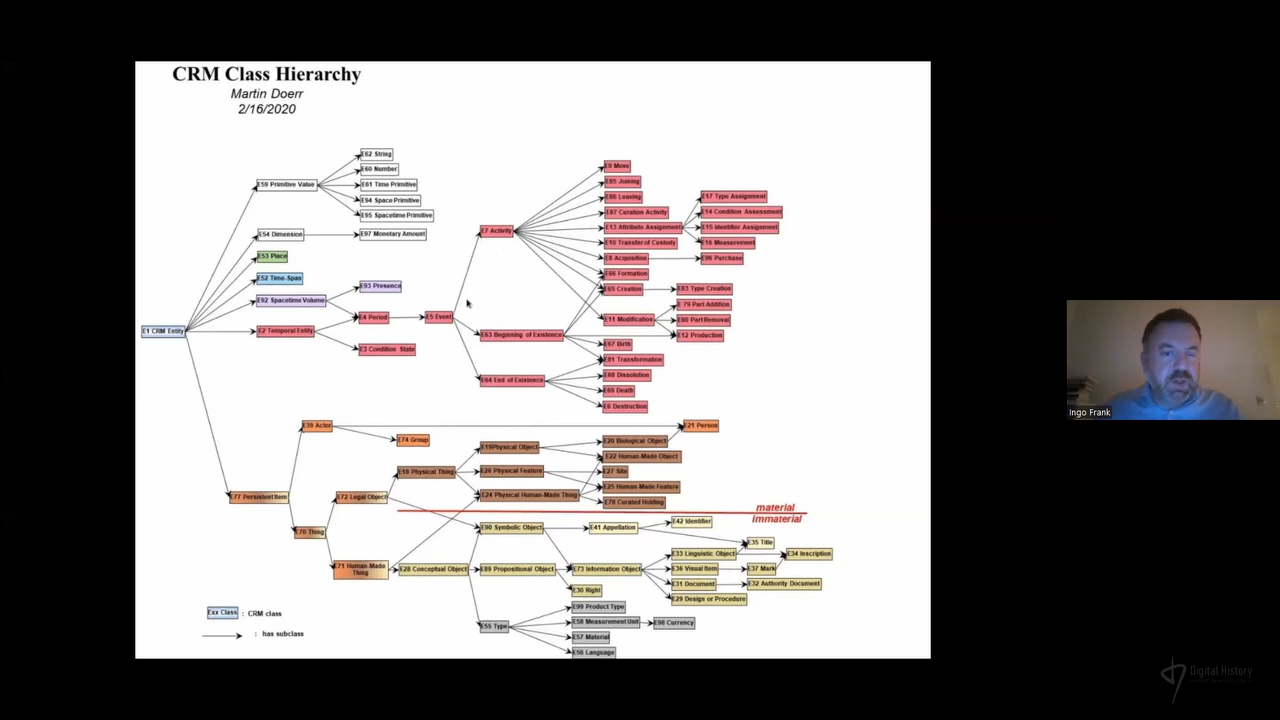 CRM Class Hierarchy
Martin Doerr
2/16/2020
E62 String
E60 Number
E59 Primitive Value
E61 Time Primitive
E94 Space Primitive
E95 Spacetime Primitive
E54 Dimension
E97 Monetary Amount
E53 Place
E52 Time-Span
E92 Spacetime Volume
E93 Presence
E1 CRM Entity
E2 Temporal Entity
E4 Period
E5 Event
E3 Condition State
E7 Activity
E63 Beginning of Existence
E64 End of Existence
E9 Move
E85 Joining
E86 Leaving
E87 Curation Activity
E13 Attribute Assignment
E10 Transfer of Custody
E8 Acquisition
E66 Formation
E65 Creation
E11 Modification
E67 Birth
E81 Transformation
E68 Dissolution
E69 Death
E6 Destruction
E17 Type Assignment
E14 Condition Assessment
E15 Identifier Assignment
E16 Measurement
E96 Purchase
E83 Type Creation
E 79 Part Addition
E80 Part Removal
E12 Production
E39 Actor
E74 Group
E21 Person
E77 Persistent Item
E70 Thing
E72 Legal Object
E71 Human-Made
Thing
E18 Physical Thing
E19Physical Object
E26 Physical Feature
E24 Physical Human-Made Thing
E20 Biological Object
E22 Human-Made Object
E27 Site
E25 Human-Made Feature
E78 Curated Holding
material
immaterial
E28 Conceptual Object
E90 Symbolic Object
E89 Propositional Object
E41 Appellation
E42 Identifier
E35 Title
E73 Information Object
E30 Right
E33 Linguistic Object
E34 Inscription
E36 Visual Item
E37 Mark
E31 Document
E32 Authority Document
E29 Design or Procedure
E55 Type
E99 Product Type
E58 Measurement Unit
E98 Currency
E57 Material
E56 Language
Exx Class : CRM class
: has subclass
Ingo Frank
Digital History